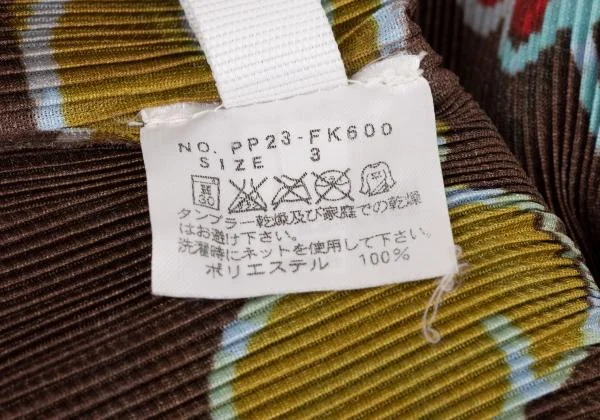 NO. PP23-FK600
SIZE 3
タンブラー乾燥及び家庭での乾燥
はお避け下さい。
洗濯時にネットを使用して下さい。
ポリエステル 100%